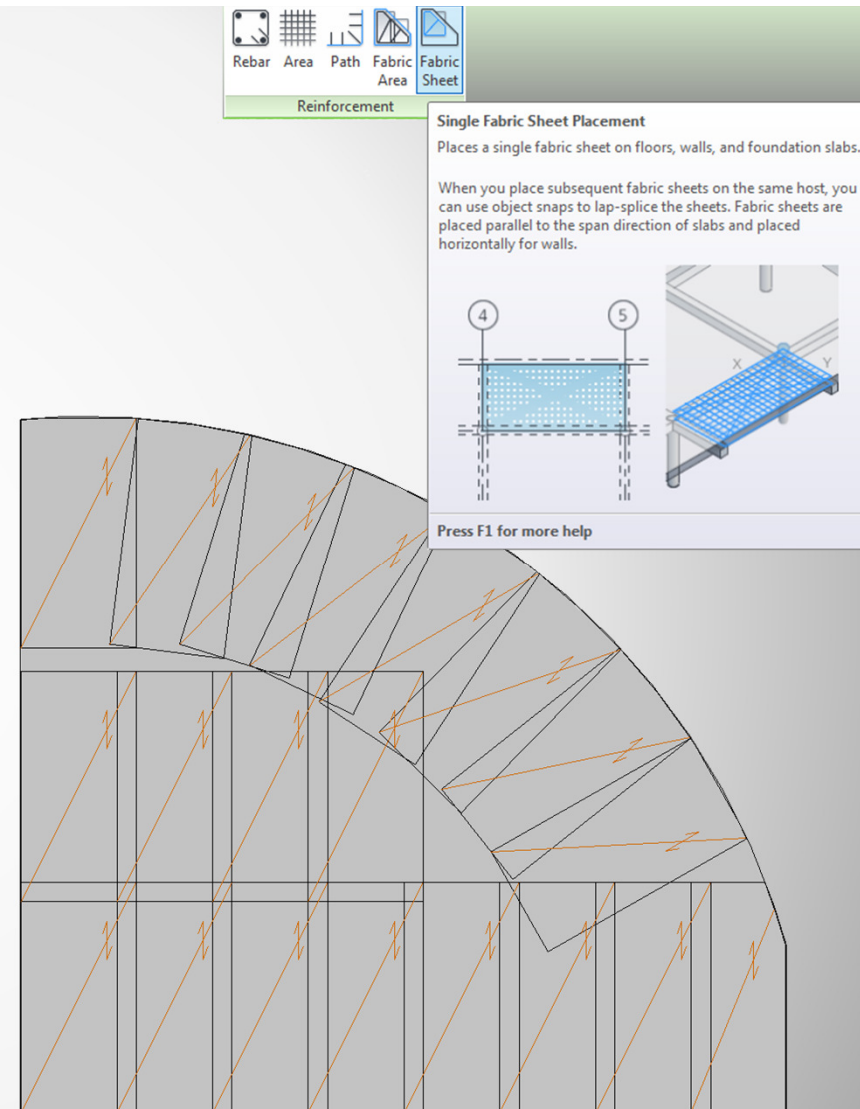 Rebar Area Path Fabric Fabric
Area Sheet
Reinforcement
Single Fabric Sheet Placement
Places a single fabric sheet on floors, walls, and foundation slabs.
When you place subsequent fabric sheets on the same host, you
can use object snaps to lap-splice the sheets. Fabric sheets are
placed parallel to the span direction of slabs and placed
horizontally for walls.
4 5
X Y
Press F1 for more help